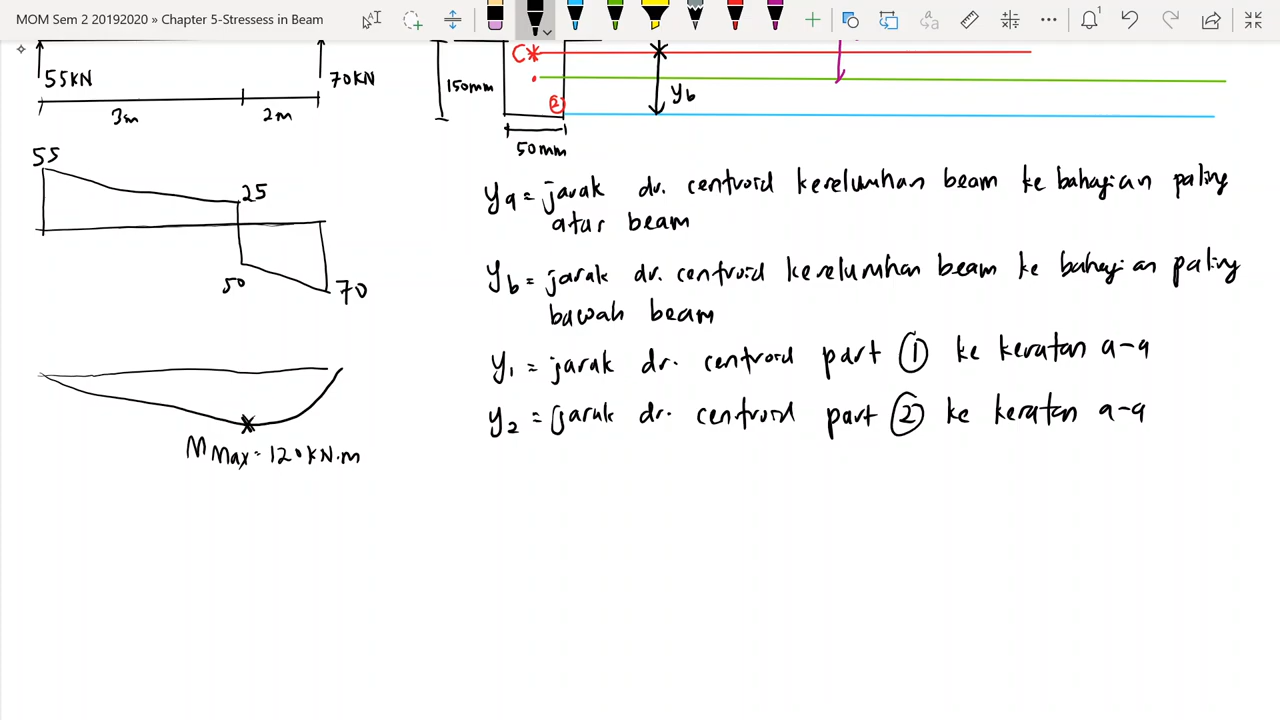 MOM Sem 2 20192020 » Chapter 5-Stressess in Beam
55KN
70KN
3m
2m
C
150mm
2
yb
50mm
55
25
50
70
M Max = 120KN.m
ya = jarak dr. centroid keseluruhan beam ke bahagian paling
atas beam
yb = jarak dr. centroid keseluruhan beam ke bahagian paling
bawah beam
y1 = jarak dr. centroid part ① ke keratan a-a
y2 = jarak dr. centroid part ② ke keratan a-a